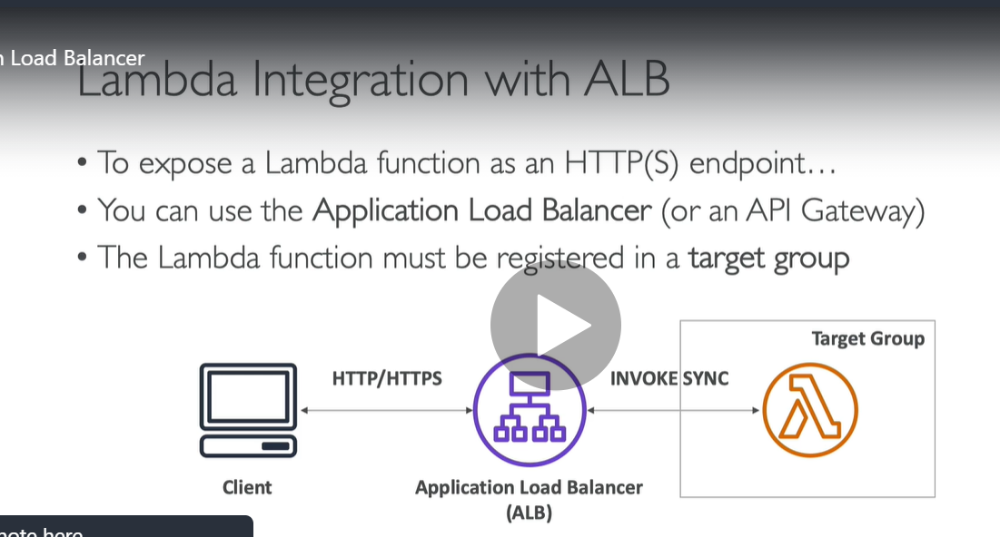 Load Balancer
Lambda Integration with ALB
• To expose a Lambda function as an HTTP(S) endpoint…
• You can use the Application Load Balancer (or an API Gateway)
• The Lambda function must be registered in a target group
Target Group
HTTP/HTTPS
INVOKE SYNC
Client
Application Load Balancer
(ALB)
note here